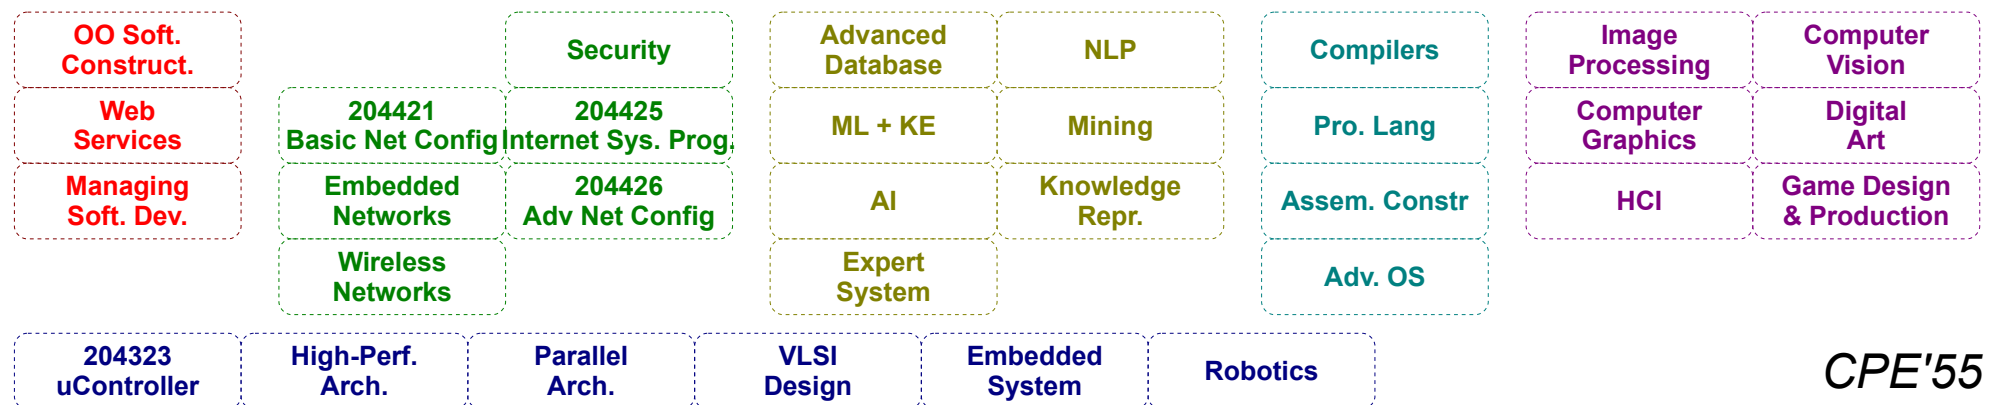 OO Soft.
Construct.
Web
Services
Managing
Soft. Dev.
Security
204421
Basic Net Config
204425
Internet Sys. Prog.
Embedded
Networks
204426
Adv Net Config
Wireless
Networks
Advanced
Database
NLP
ML + KE
Mining
AI
Knowledge
Repr.
Expert
System
Compilers
Pro. Lang
Assem. Constr
Adv. OS
Image
Processing
Computer
Vision
Computer
Graphics
Digital
Art
HCI
Game Design
& Production
204323
uController
High-Perf.
Arch.
Parallel
Arch.
VLSI
Design
Embedded
System
Robotics
CPE'55